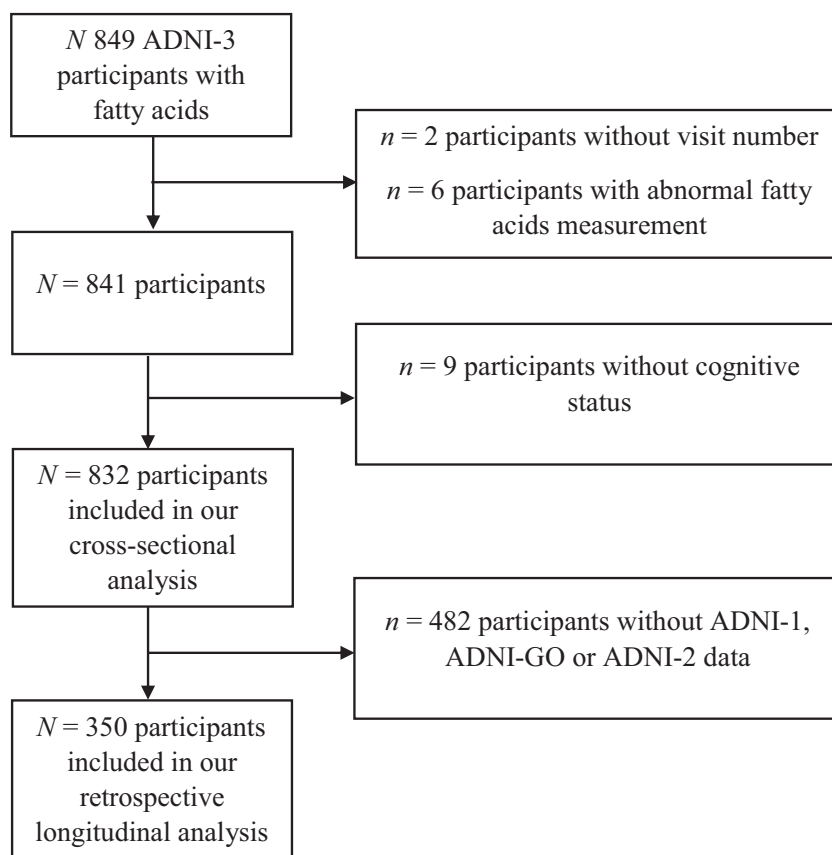 N 849 ADNI-3
participants with
fatty acids
n = 2 participants without visit number
n = 6 participants with abnormal fatty
acids measurement
N = 841 participants
n = 9 participants without cognitive
status
N = 832 participants
included in our
cross-sectional
analysis
n = 482 participants without ADNI-1,
ADNI-GO or ADNI-2 data
N = 350 participants
included in our
retrospective
longitudinal analysis